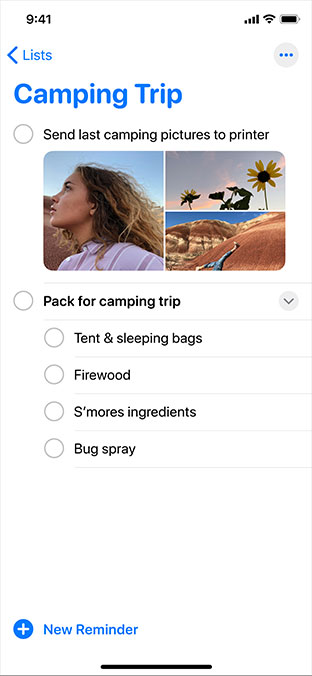 9:41
Lists
Camping Trip
Send last camping pictures to printer
Pack for camping trip
Tent & sleeping bags
Firewood
S’mores ingredients
Bug spray
New Reminder